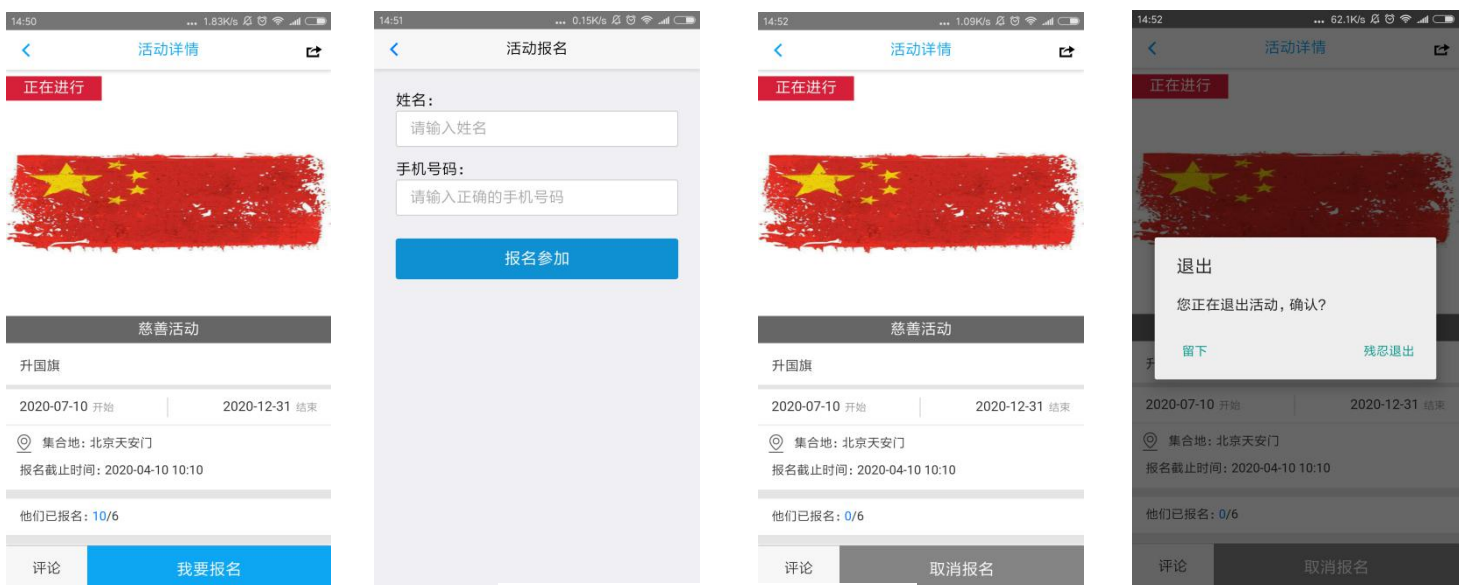 14:50
... 1.83K/s
活动详情
正在进行
慈善活动
升国旗
2020-07-10 开始 2020-12-31 结束
集合地：北京天安门
报名截止时间：2020-04-10 10:10
他们已报名：10/6
评论 我要报名
14:51
... 0.15K/s
活动报名
姓名：
请输入姓名
手机号码：
请输入正确的手机号码
报名参加
14:52
... 1.09K/s
活动详情
正在进行
慈善活动
升国旗
2020-07-10 开始 2020-12-31 结束
集合地：北京天安门
报名截止时间：2020-04-10 10:10
他们已报名：0/6
评论 取消报名
14:52
... 62.1K/s
活动详情
正在进行
退出
您正在退出活动，确认?
留下 残忍退出
升
2020-07-10 开始 2020-12-31 结束
集合地：北京天安门
报名截止时间：2020-04-10 10:10
他们已报名：0/6
评论 取消报名